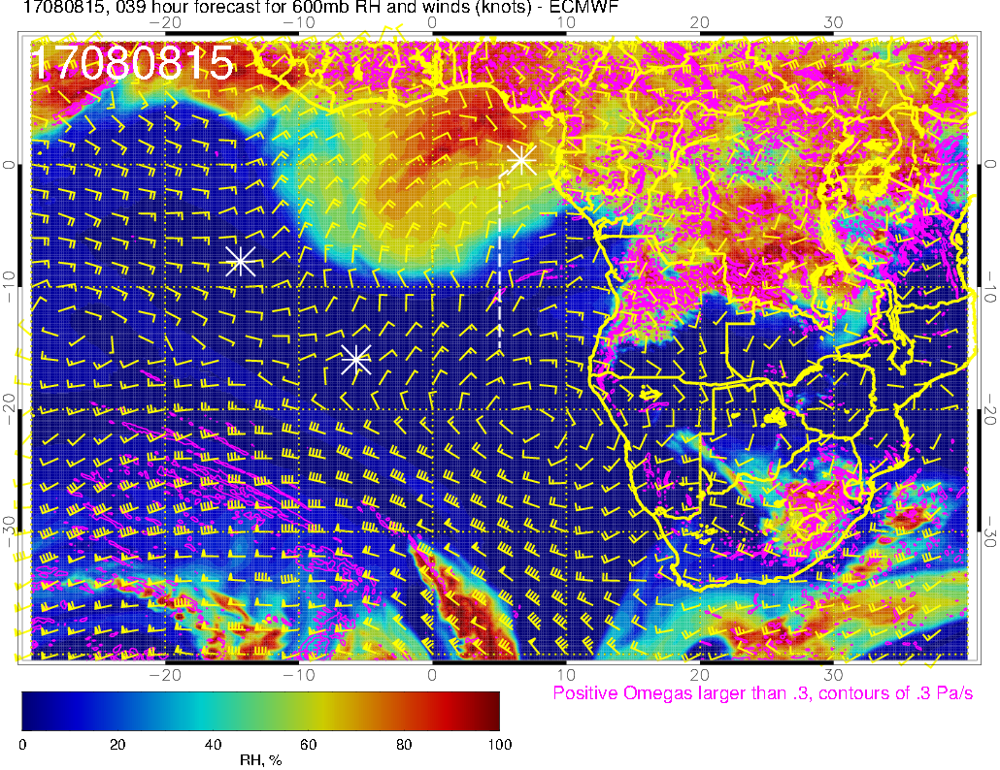 17080815, 039 hour forecast for 600mb RH and winds (knots) - ECMWF
−20 −10 0 10 20 30
17080815
0 0
−10 −10
−20 −20
−30 −30
−20 −10 0 10 20 30
Positive Omegas larger than .3, contours of .3 Pa/s
0 20 40 60 80 100
RH, %